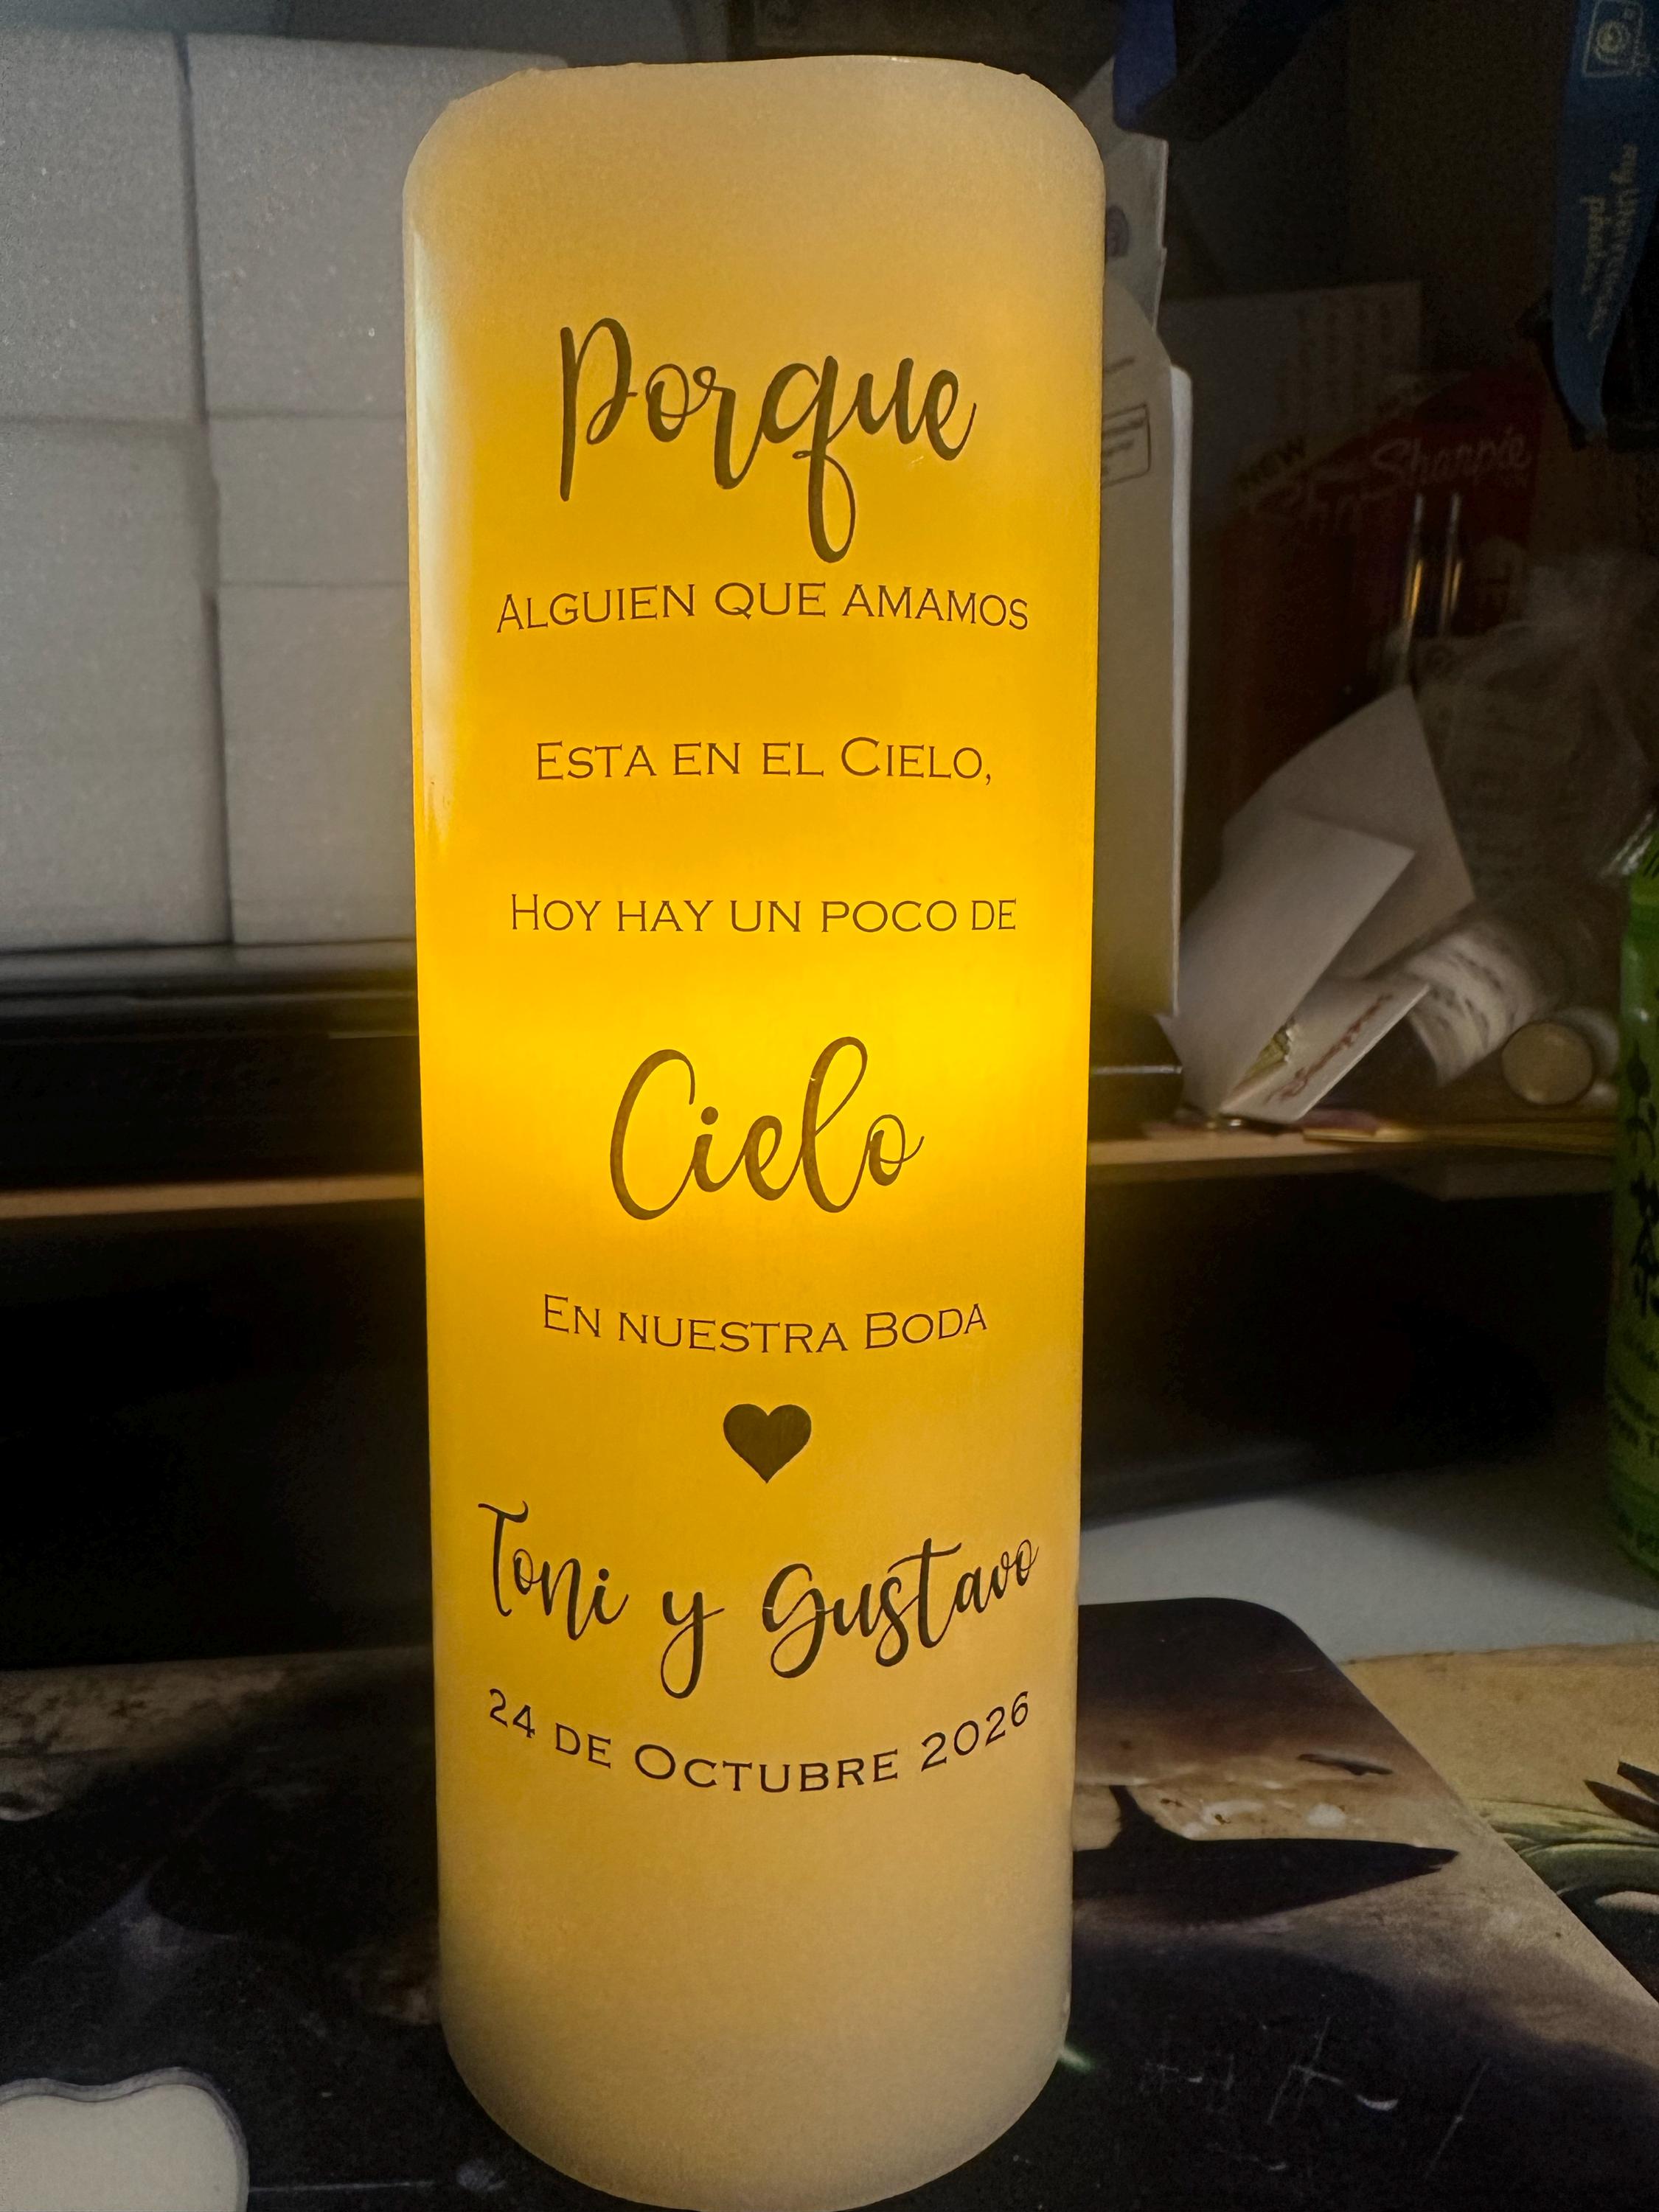 Porque
Alguien que amamos
Esta en el Cielo,
Hoy hay un poco de
Cielo
En nuestra Boda
Toni y Gustavo
24 de Octubre 2026
Sharpie